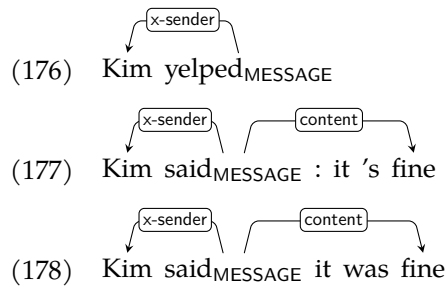 x-sender
(176) Kim yelpedMESSAGE
x-sender content
(177) Kim saidMESSAGE : it 's fine
x-sender content
(178) Kim saidMESSAGE it was fine